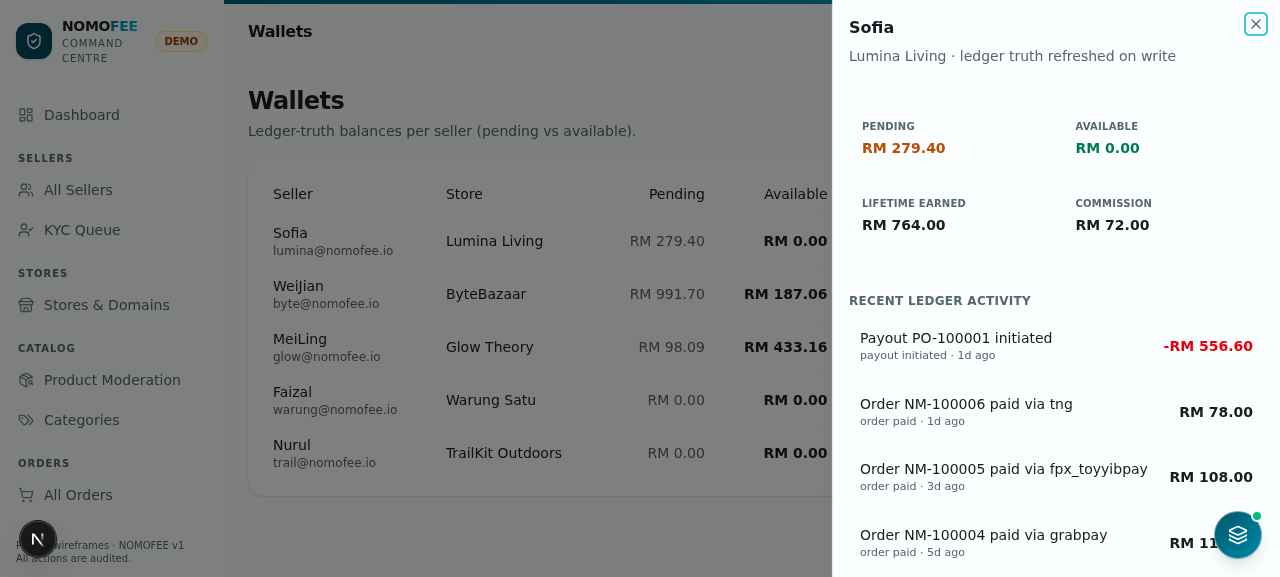 NOMOFEE
COMMAND
CENTRE
DEMO
Dashboard
SELLERS
All Sellers
KYC Queue
STORES
Stores & Domains
CATALOG
Product Moderation
Categories
ORDERS
All Orders
wireframes · NOMOFEE v1
All actions are audited.
N
Wallets
Wallets
Ledger-truth balances per seller (pending vs available).
Seller Store Pending Available
Sofia lumina@nomofee.io Lumina Living RM 279.40 RM 0.00
WeiJian byte@nomofee.io ByteBazaar RM 991.70 RM 187.06
MeiLing glow@nomofee.io Glow Theory RM 98.09 RM 433.16
Faizal warung@nomofee.io Warung Satu RM 0.00 RM 0.00
Nurul trail@nomofee.io TrailKit Outdoors RM 0.00 RM 0.00
Sofia
Lumina Living · ledger truth refreshed on write
PENDING AVAILABLE
RM 279.40 RM 0.00
LIFETIME EARNED COMMISSION
RM 764.00 RM 72.00
RECENT LEDGER ACTIVITY
Payout PO-100001 initiated -RM 556.60
payout initiated · 1d ago
Order NM-100006 paid via tng RM 78.00
order paid · 1d ago
Order NM-100005 paid via fpx_toyyibpay RM 108.00
order paid · 3d ago
Order NM-100004 paid via grabpay RM
order paid · 5d ago